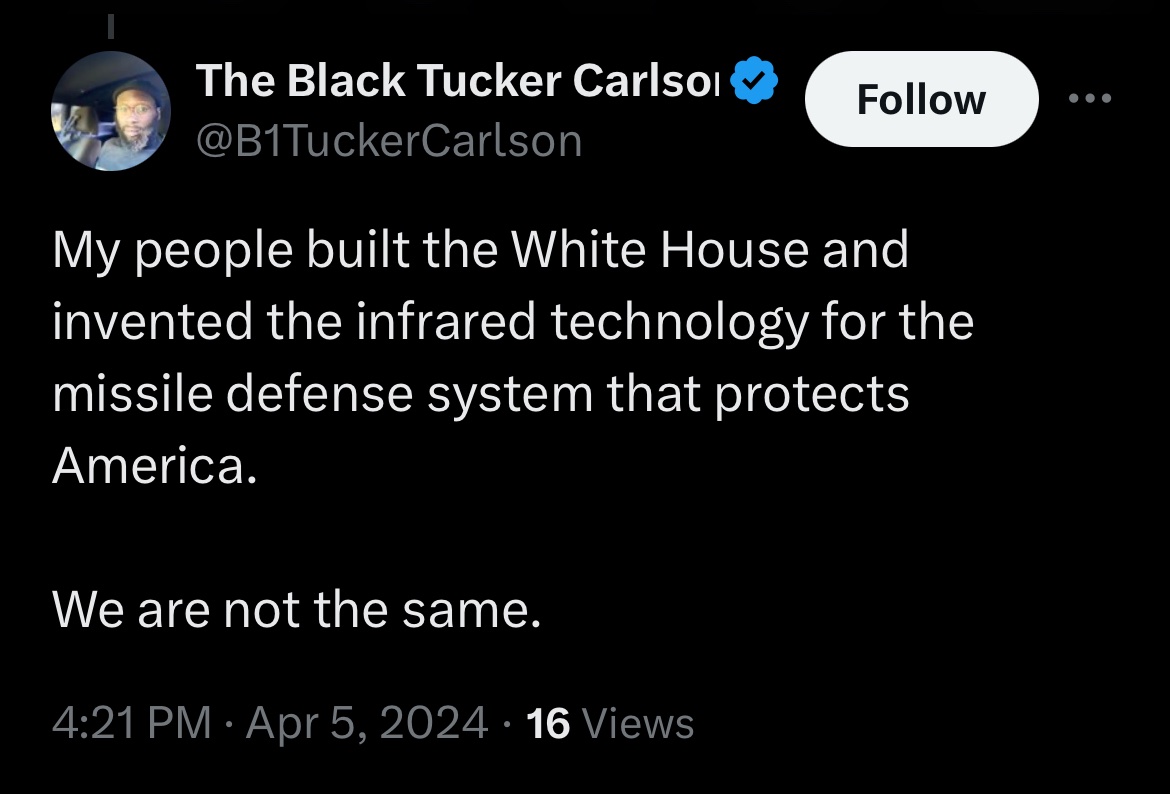 The Black Tucker Carlson
@B1TuckerCarlson
Follow
My people built the White House and
invented the infrared technology for the
missile defense system that protects
America.
We are not the same.
4:21 PM · Apr 5, 2024 · 16 Views